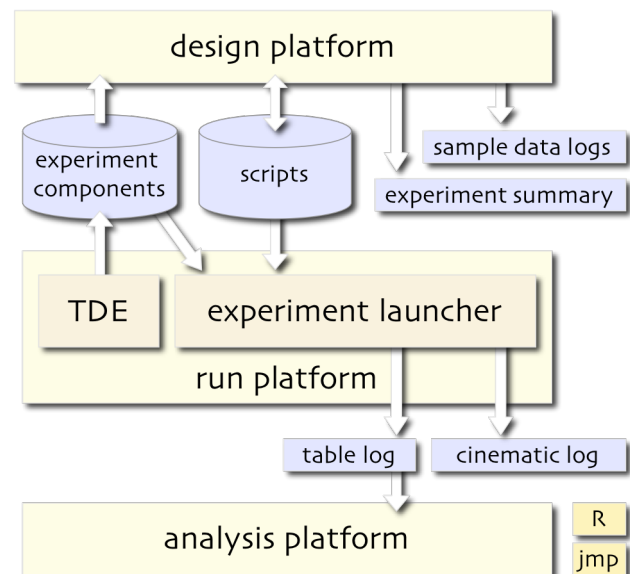 design platform
experiment
components
scripts
sample data logs
experiment summary
TDE
experiment launcher
run platform
table log
cinematic log
analysis platform
R
jmp